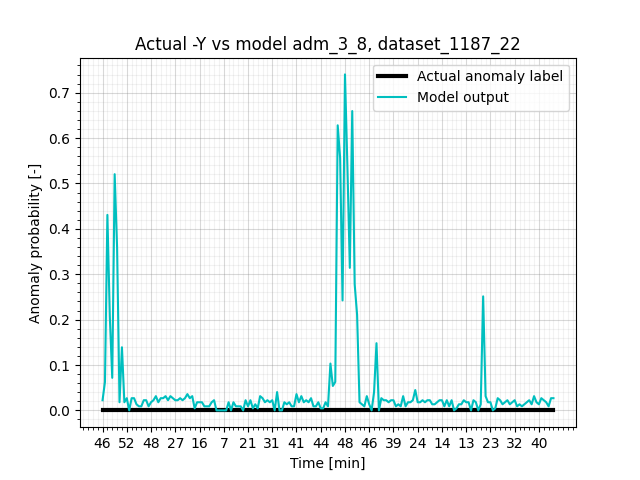 Actual -Y vs model adm_3_8, dataset_1187_22
Actual anomaly label
Model output
Anomaly probability [-]
0.7
0.6
0.5
0.4
0.3
0.2
0.1
0.0
46 52 48 27 16 7 21 31 41 44 48 46 39 24 14 13 23 32 40
Time [min]